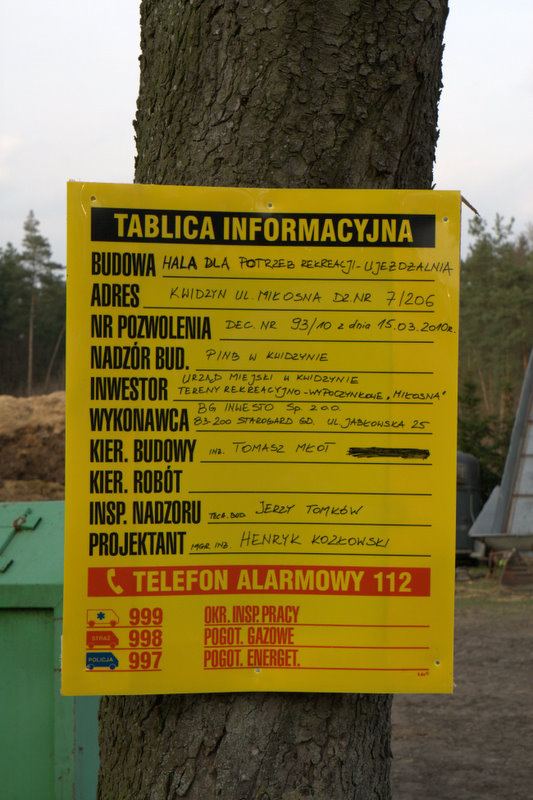 TABLICA INFORMACYJNA
BUDOWA HALA DLA POTRZEB REKREACJI-UJEŻDŻALNIA
ADRES KWIDZYN UL. MIŁOSNA DZ.NR 7/206
NR POZWOLENIA DEC. NR 93/10 z dnia 15.03.2010r.
NADZÓR BUD. PINB W KWIDZYNIE
INWESTOR URZĄD MIEJSKI W KWIDZYNIE
TERENY REKREACYJNO-WYPOCZYNKOWE „MIŁOSNA"
WYKONAWCA BG INWESTO Sp. z o.o.
83-200 STAROGARD GD. UL. JABŁOWSKA 25
KIER. BUDOWY INŻ. TOMASZ MŁOT
KIER. ROBÓT
INSP. NADZORU TECH. BUD. JERZY TOMKÓW
PROJEKTANT MGR INŻ. HENRYK KOZŁOWSKI
TELEFON ALARMOWY 112
999 OKR. INSP. PRACY
STRAŻ 998 POGOT. GAZOWE
POLICJA 997 POGOT. ENERGET.